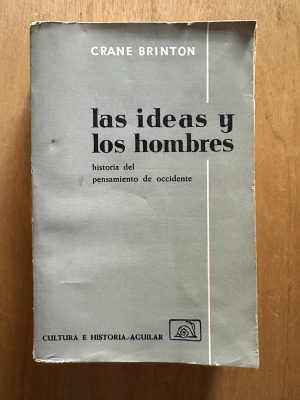 CRANE BRINTON
las ideas y
los hombres
historia del
pensamiento de occidente
CULTURA E HISTORIA-AGUILAR